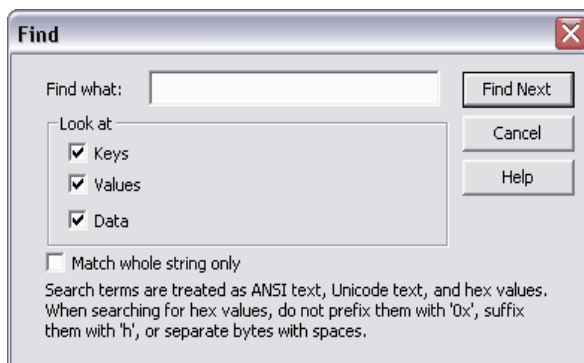 Find
Find what:
Find Next
Look at
Cancel
Keys
Values
Help
Data
Match whole string only
Search terms are treated as ANSI text, Unicode text, and hex values.
When searching for hex values, do not prefix them with '0x', suffix
them with 'h', or separate bytes with spaces.